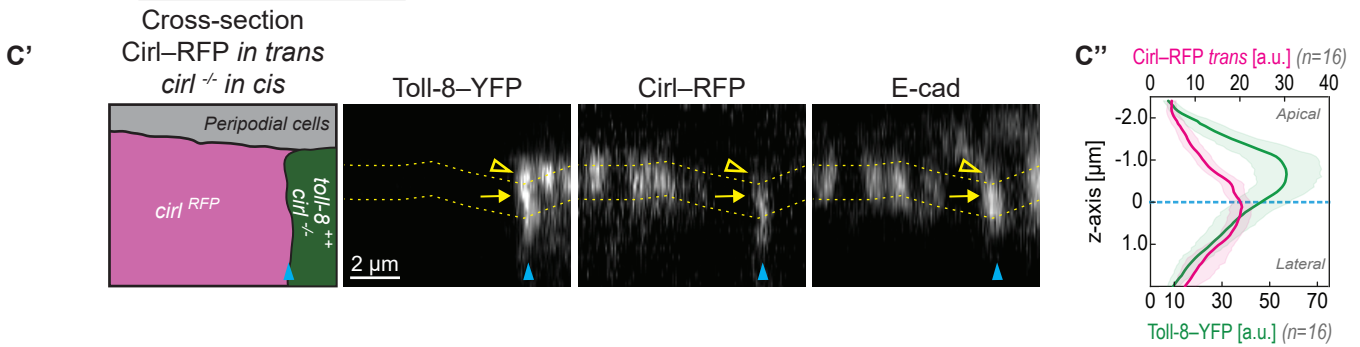 C'
Cross-section
Cirl–RFP in trans
cirl -/- in cis
Peripodial cells
cirl RFP
toll-8 ++
cirl -/-
Toll-8–YFP
2 µm
Cirl–RFP
E-cad
C''
Cirl–RFP trans [a.u.] (n=16)
0 10 20 30 40
Apical
z-axis [µm]
-2.0
-1.0
0
1.0
Lateral
0 10 30 50 70
Toll-8–YFP [a.u.] (n=16)